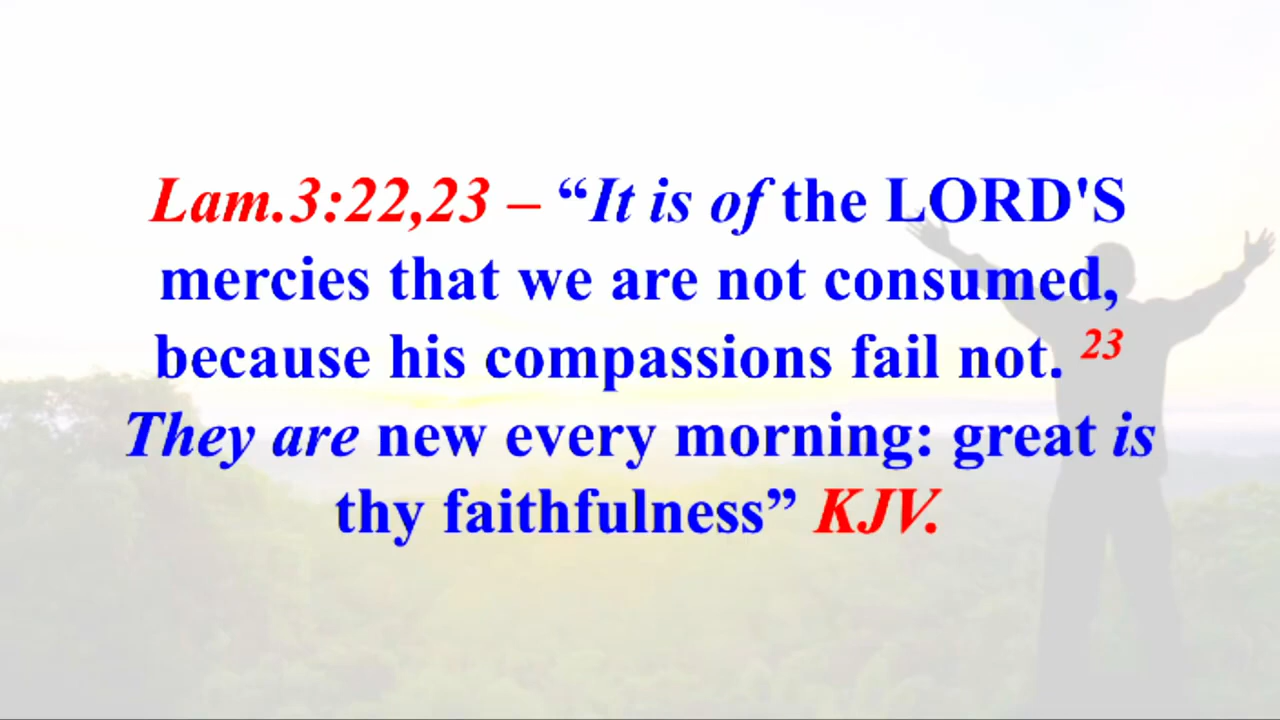 Lam.3:22,23 – “It is of the LORD'S
mercies that we are not consumed,
because his compassions fail not. 23
They are new every morning: great is
thy faithfulness” KJV.